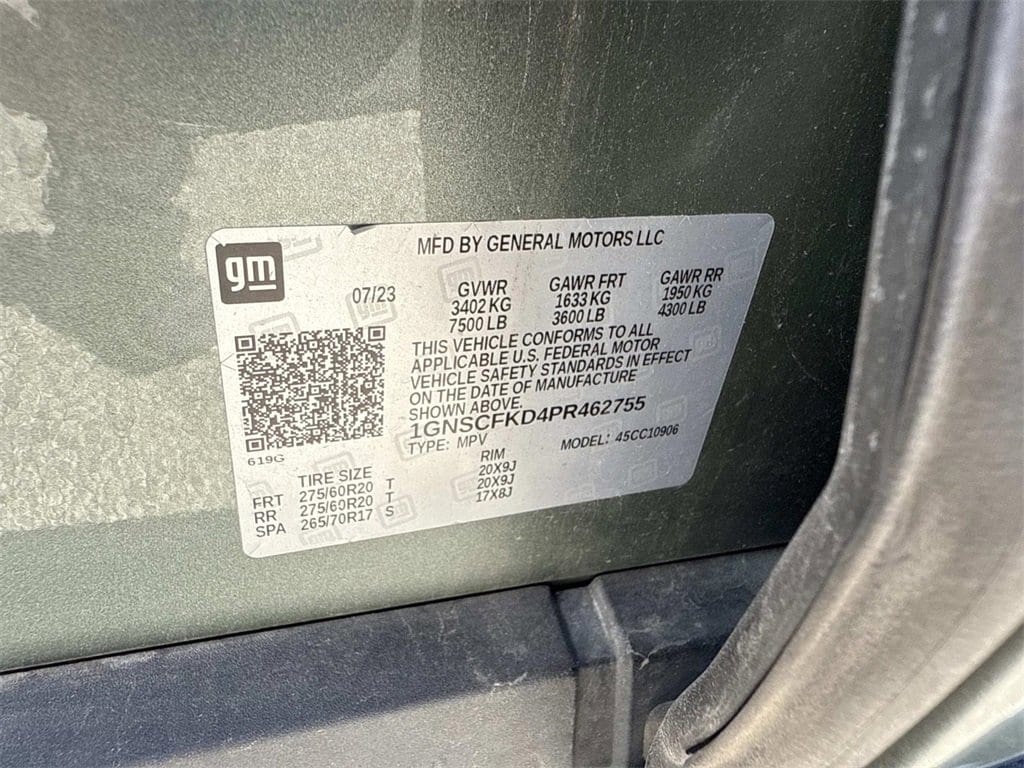 gm
MFD BY GENERAL MOTORS LLC
07/23
GVWR GAWR FRT GAWR RR
3402 KG 1633 KG 1950 KG
7500 LB 3600 LB 4300 LB
THIS VEHICLE CONFORMS TO ALL
APPLICABLE U.S. FEDERAL MOTOR
VEHICLE SAFETY STANDARDS IN EFFECT
ON THE DATE OF MANUFACTURE
SHOWN ABOVE.
1GNSCFKD4PR462755
TYPE: MPV MODEL: 45CC10906
619G
TIRE SIZE RIM
FRT 275/60R20 T 20X9J
RR 275/60R20 T 20X9J
SPA 265/70R17 S 17X8J